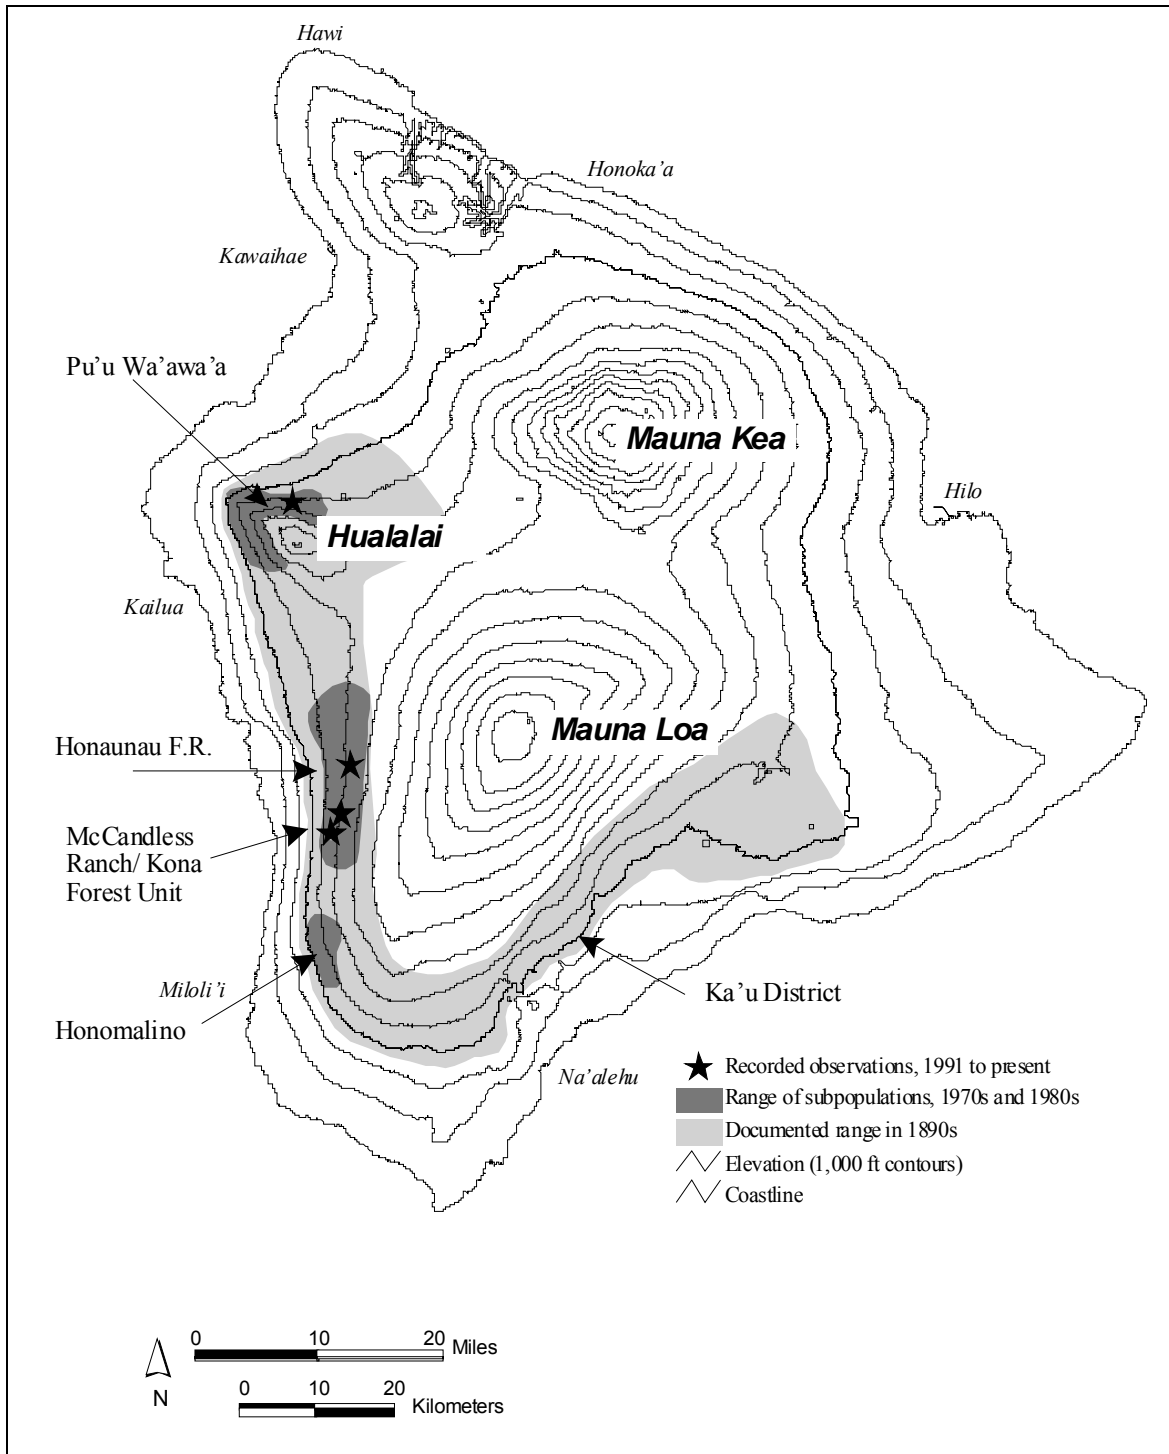 Hawi
Honoka'a
Kawaihae
Pu'u Wa'awa'a
Mauna Kea
Hilo
Hualalai
Kailua
Mauna Loa
Honaunau F.R.
McCandless
Ranch/ Kona
Forest Unit
Miloli'i
Ka'u District
Honomalino
Na'alehu
Recorded observations, 1991 to present
Range of subpopulations, 1970s and 1980s
Documented range in 1890s
Elevation (1,000 ft contours)
Coastline
0 10 20 Miles
N
0 10 20 Kilometers